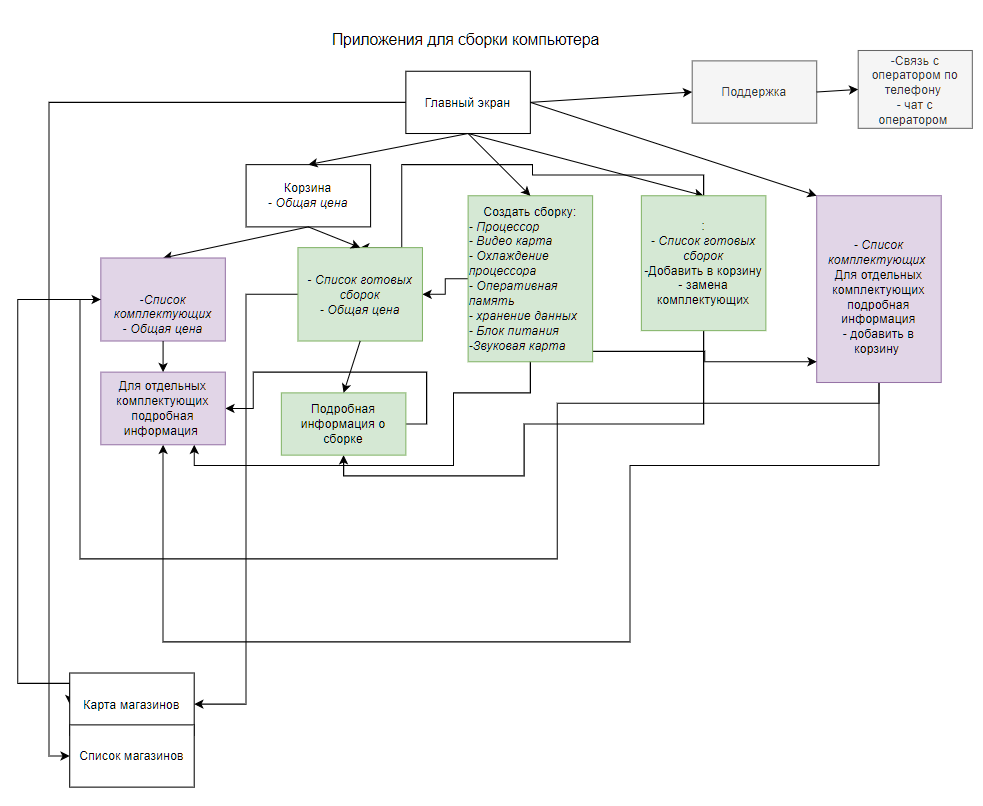 Приложения для сборки компьютера
Главный экран
Поддержка
-Связь с
оператором по
телефону
- чат с
оператором
Корзина
- Общая цена
Создать сборку:
- Процессор
- Видео карта
- Охлаждение
процессора
- Оперативная
память
- хранение данных
- Блок питания
-Звуковая карта
:
- Список готовых
сборок
-Добавить в корзину
- замена
комплектующих
- Список
комплектующих
Для отдельных
комплектующих
подробная
информация
- добавить в
корзину
-Список
комплектующих
- Общая цена
- Список готовых
сборок
- Общая цена
Для отдельных
комплектующих
подробная
информация
Подробная
информация о
сборке
Карта магазинов
Список магазинов